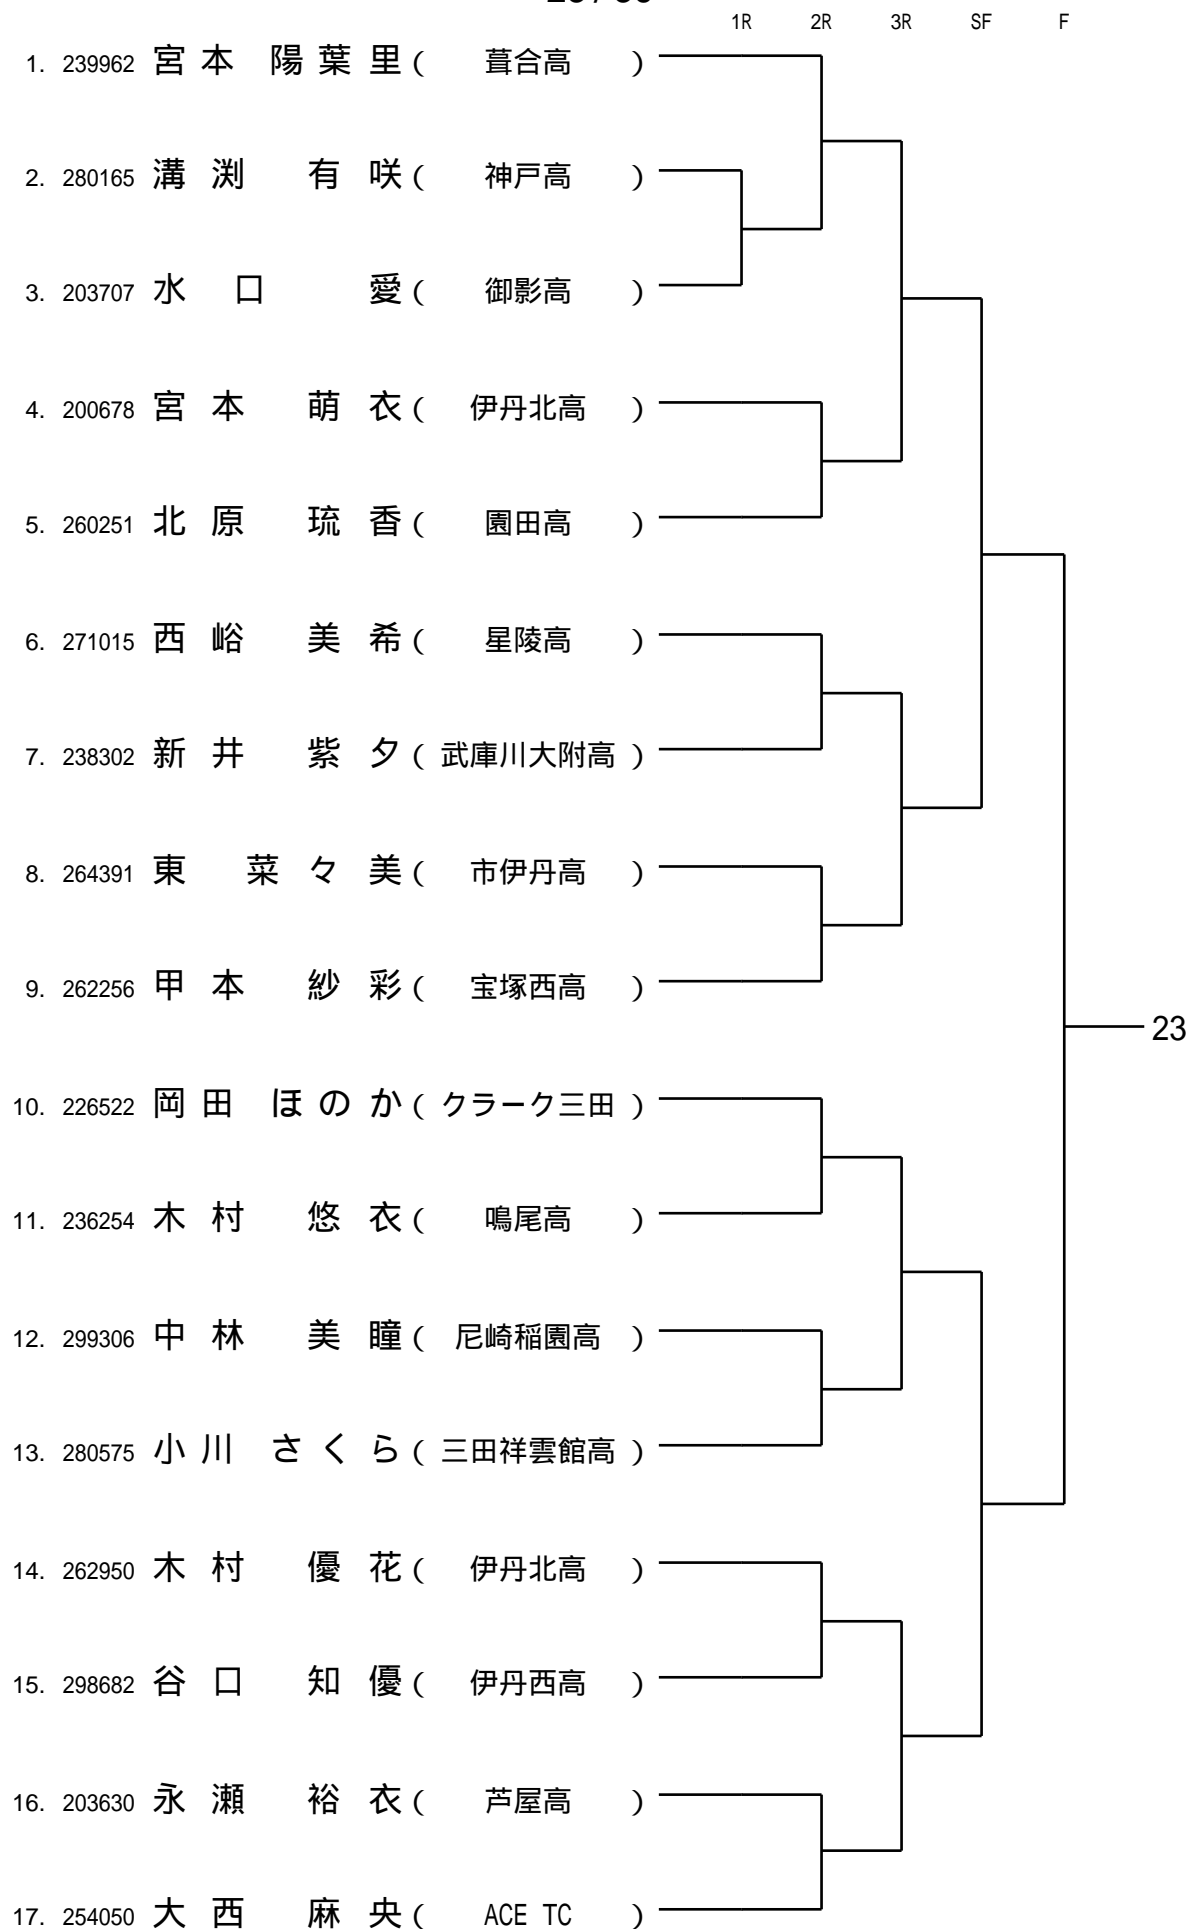 1R 2R 3R SF F
1. 239962 宮本 陽葉里 ( 葺合高 )
2. 280165 溝渕 有咲 ( 神戸高 )
3. 203707 水口 愛 ( 御影高 )
4. 200678 宮本 萌衣 ( 伊丹北高 )
5. 260251 北原 琉香 ( 園田高 )
6. 271015 西峪 美希 ( 星陵高 )
7. 238302 新井 紫夕 ( 武庫川大附高 )
8. 264391 東 菜々美 ( 市伊丹高 )
9. 262256 甲本 紗彩 ( 宝塚西高 )
23
10. 226522 岡田 ほのか ( クラーク三田 )
11. 236254 木村 悠衣 ( 鳴尾高 )
12. 299306 中林 美瞳 ( 尼崎稲園高 )
13. 280575 小川 さくら ( 三田祥雲館高 )
14. 262950 木村 優花 ( 伊丹北高 )
15. 298682 谷口 知優 ( 伊丹西高 )
16. 203630 永瀬 裕衣 ( 芦屋高 )
17. 254050 大西 麻央 ( ACE TC )